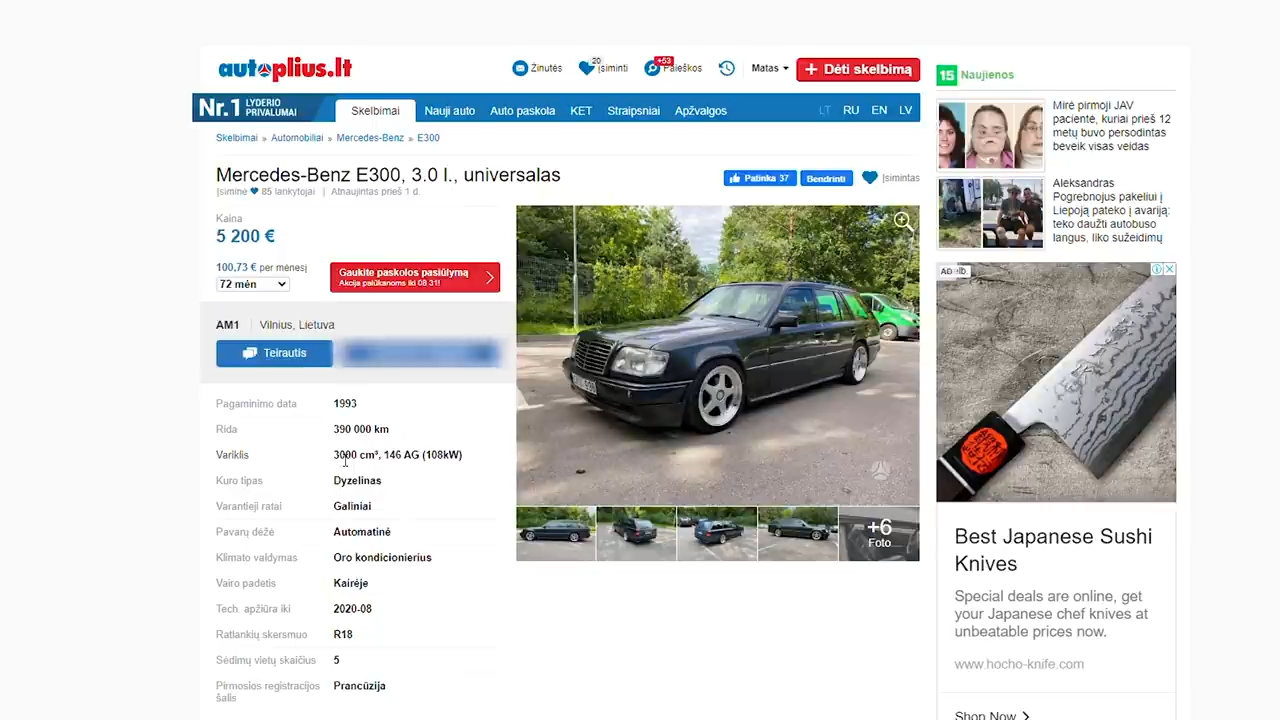 autoplius.lt
Žinutės
20
Įsiminti
+53
Paieškos
Matas
+ Dėti skelbimą
Nr.1 LYDERIO
PRIVALUMAI
Skelbimai
Nauji auto
Auto paskola
KET
Straipsniai
Apžvalgos
LT
RU
EN
LV
Skelbimai » Automobiliai » Mercedes-Benz » E300
Mercedes-Benz E300, 3.0 l., universalas
Įsiminė 85 lankytojai | Atnaujintas prieš 1 d.
Patinka 37
Bendrinti
Įsimintas
Kaina
5 200 €
100,73 € per mėnesį
72 mėn
Gaukite paskolos pasiūlymą
Akcija palūkanoms iki 08 31!
AM1
Vilnius, Lietuva
Teirautis
Pagaminimo data 1993
Rida 390 000 km
Variklis 3000 cm³, 146 AG (108kW)
Kuro tipas Dyzelinas
Varantieji ratai Galiniai
Pavarų dėžė Automatinė
Klimato valdymas Oro kondicionierius
Vairo padėtis Kairėje
Tech. apžiūra iki 2020-08
Ratlankių skersmuo R18
Sėdimų vietų skaičius 5
Pirmosios registracijos
šalis
Prancūzija
+6
Foto
15 Naujienos
Mirė pirmoji JAV
pacientė, kuriai prieš 12
metų buvo persodintas
beveik visas veidas
Aleksandras
Pogrebnojus pakeliui į
Liepoją pateko į avariją:
teko daužti autobuso
langus, liko sužeidimų
Best Japanese Sushi
Knives
Special deals are online, get
your Japanese chef knives at
unbeatable prices now.
www.hocho-knife.com
Shop Now